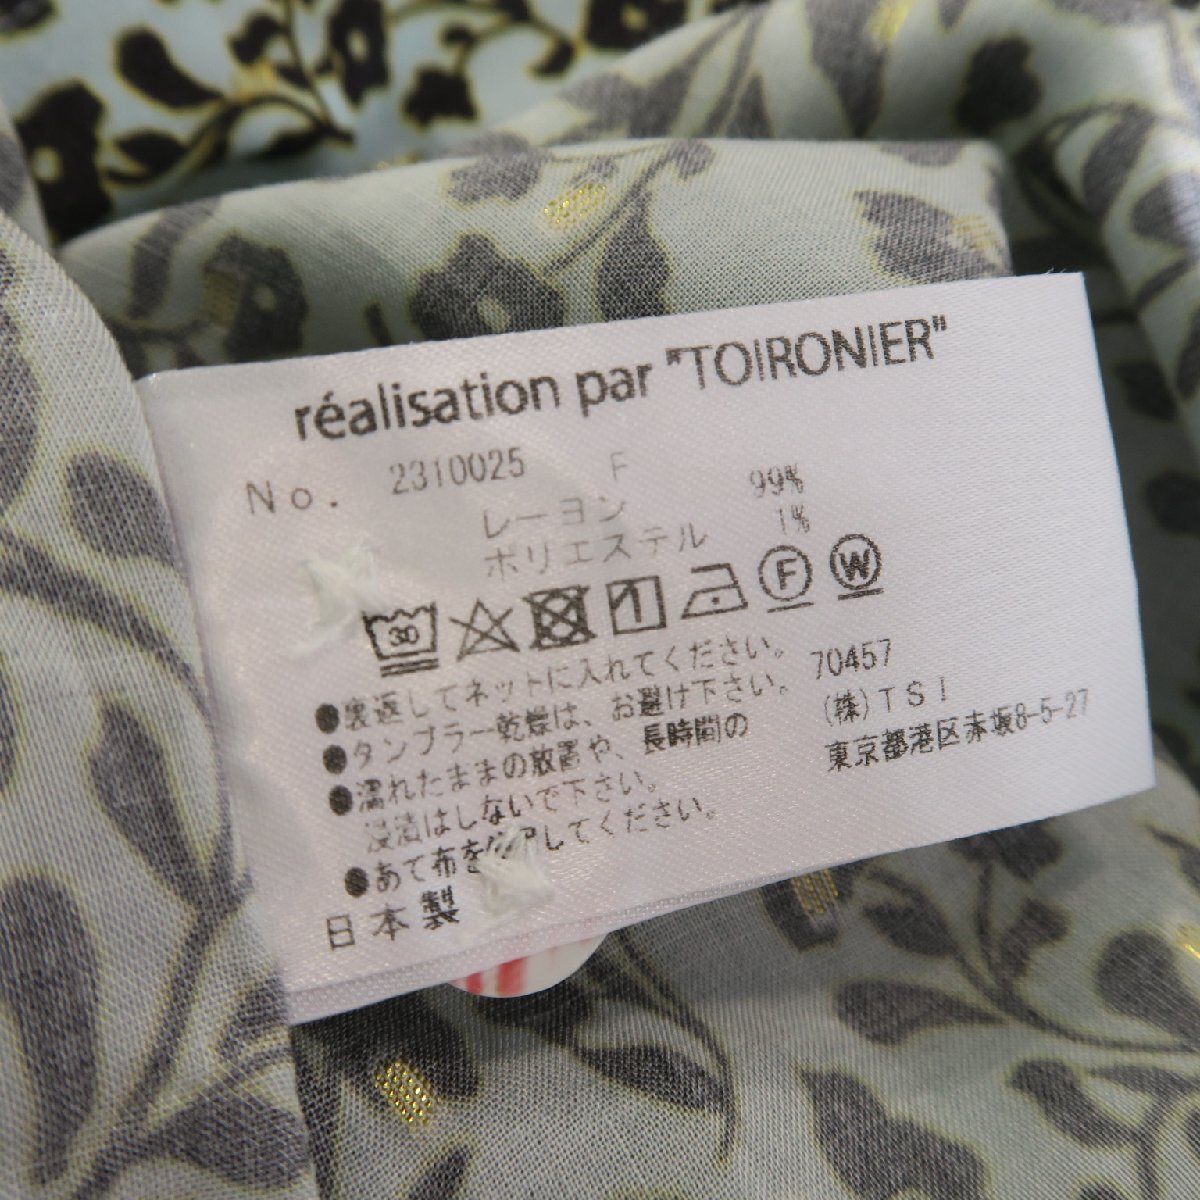 réalisation par "TOIRONIER"
No. 2310025 F
レーヨン 99%
ポリエステル 1%
30 F W
●裏返してネットに入れてください。
●タンブラー乾燥は、お避け下さい。
●濡れたままの放置や、長時間の
浸漬はしないで下さい。
●あて布を使用してください。
日本製
70457
(株)TSI
東京都港区赤坂8-5-27